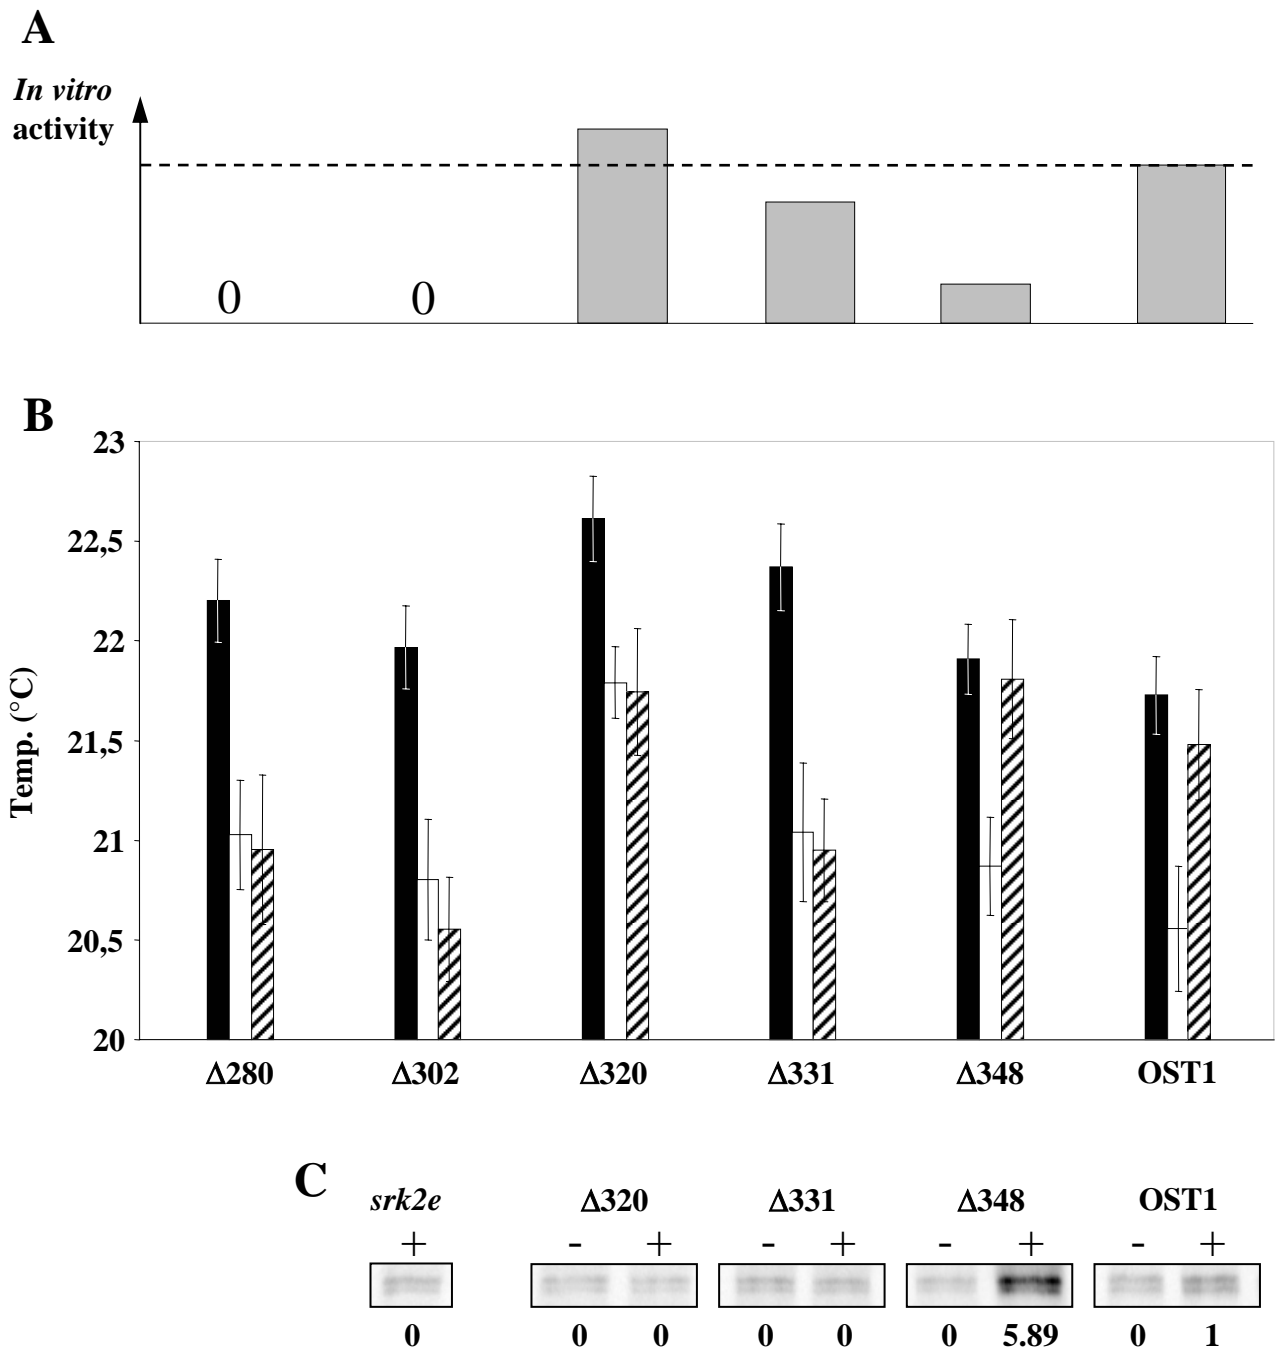 A
In vitro
activity
0 0
B
23
22,5
22
21,5
21
20,5
20
Temp. (°C)
Δ280 Δ302 Δ320 Δ331 Δ348 OST1
C
srk2e Δ320 Δ331 Δ348 OST1
+ - + - + - + - +
0 0 0 0 0 0 5.89 0 1